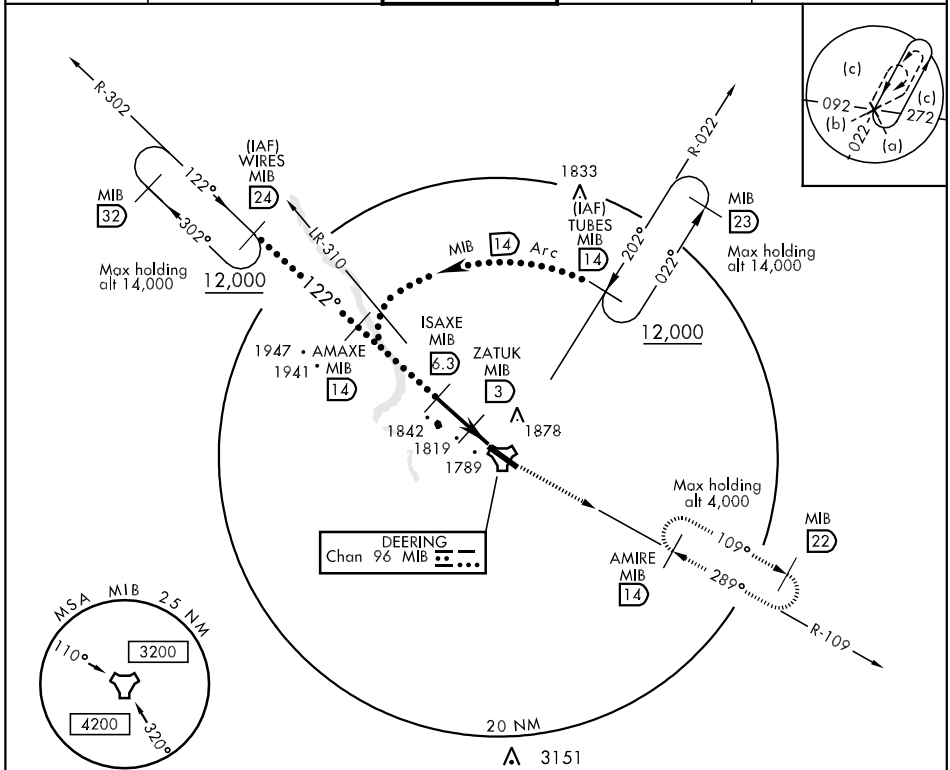 R-302
(IAF)
WIRES
MIB
24
122°
302°
MIB
32
Max holding
alt 14,000
12,000
LR-310
122°
MIB 14 Arc
1833
(IAF)
TUBES
MIB
14
R-022
202°
022°
MIB
23
Max holding
alt 14,000
12,000
(c)
(c)
092
272
(b)
022
(a)
1947
1941
AMAXE
MIB
14
ISAXE
MIB
6.3
ZATUK
MIB
3
1878
1842
1819
1789
DEERING
Chan 96 MIB
Max holding
alt 4,000
109°
289°
MIB
22
AMIRE
MIB
14
R-109
MSA MIB 25 NM
110°
3200
4200
320°
20 NM
3151